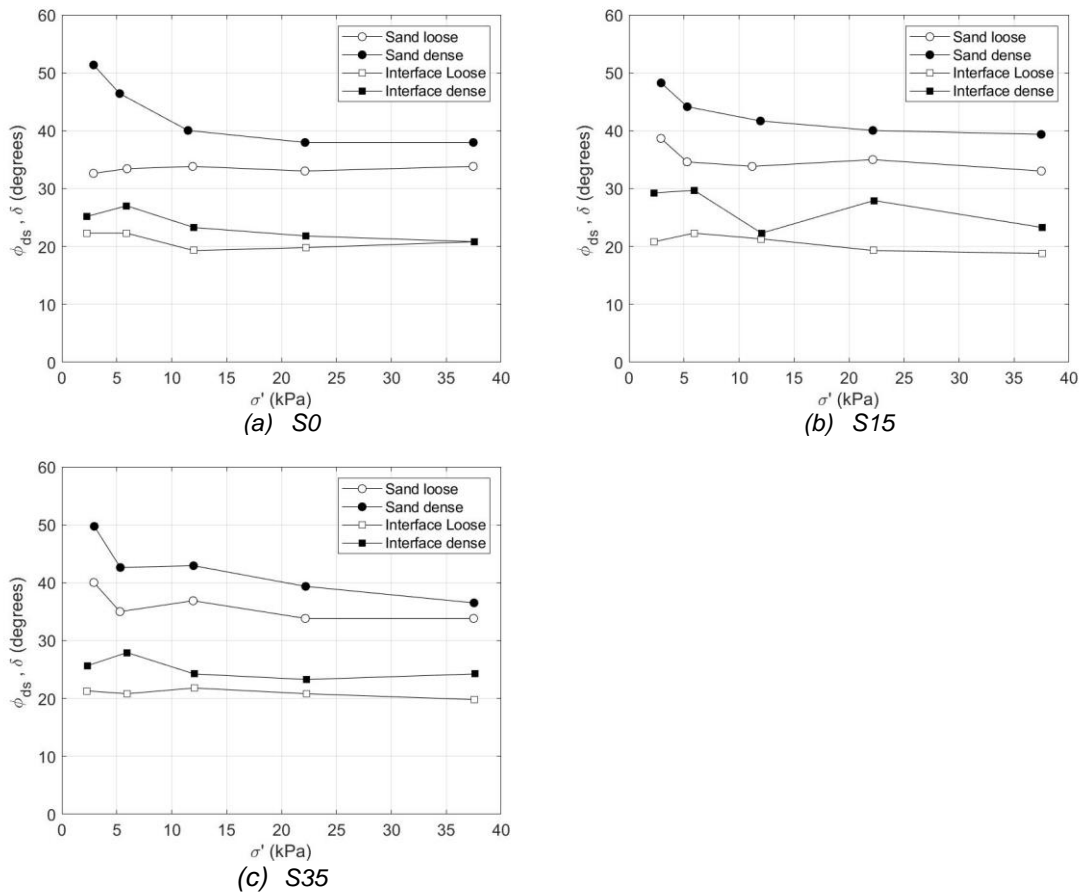 60
50
40
30
20
10
0
ϕds , δ (degrees)
Sand loose
Sand dense
Interface Loose
Interface dense
0 5 10 15 20 25 30 35 40
σ' (kPa)
(a) S0
60
50
40
30
20
10
0
ϕds , δ (degrees)
Sand loose
Sand dense
Interface Loose
Interface dense
0 5 10 15 20 25 30 35 40
σ' (kPa)
(b) S15
60
50
40
30
20
10
0
ϕds , δ (degrees)
Sand loose
Sand dense
Interface Loose
Interface dense
0 5 10 15 20 25 30 35 40
σ' (kPa)
(c) S35